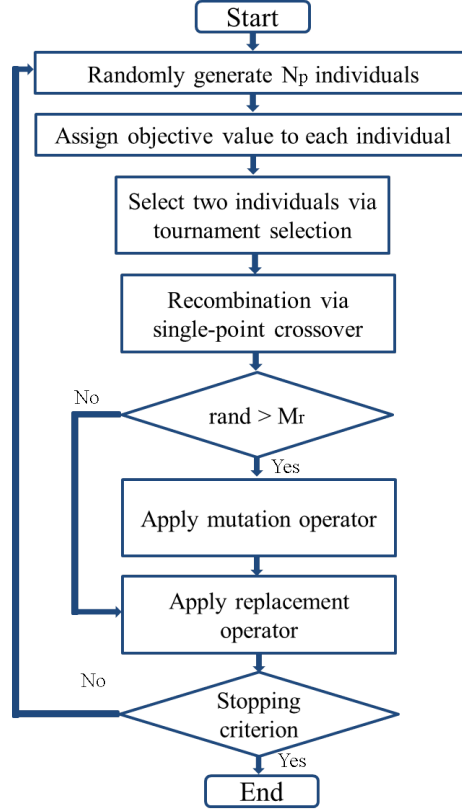 Start
Randomly generate Np individuals
Assign objective value to each individual
Select two individuals via
tournament selection
Recombination via
single-point crossover
No
rand > Mr
Yes
Apply mutation operator
Apply replacement
operator
No
Stopping
criterion
Yes
End